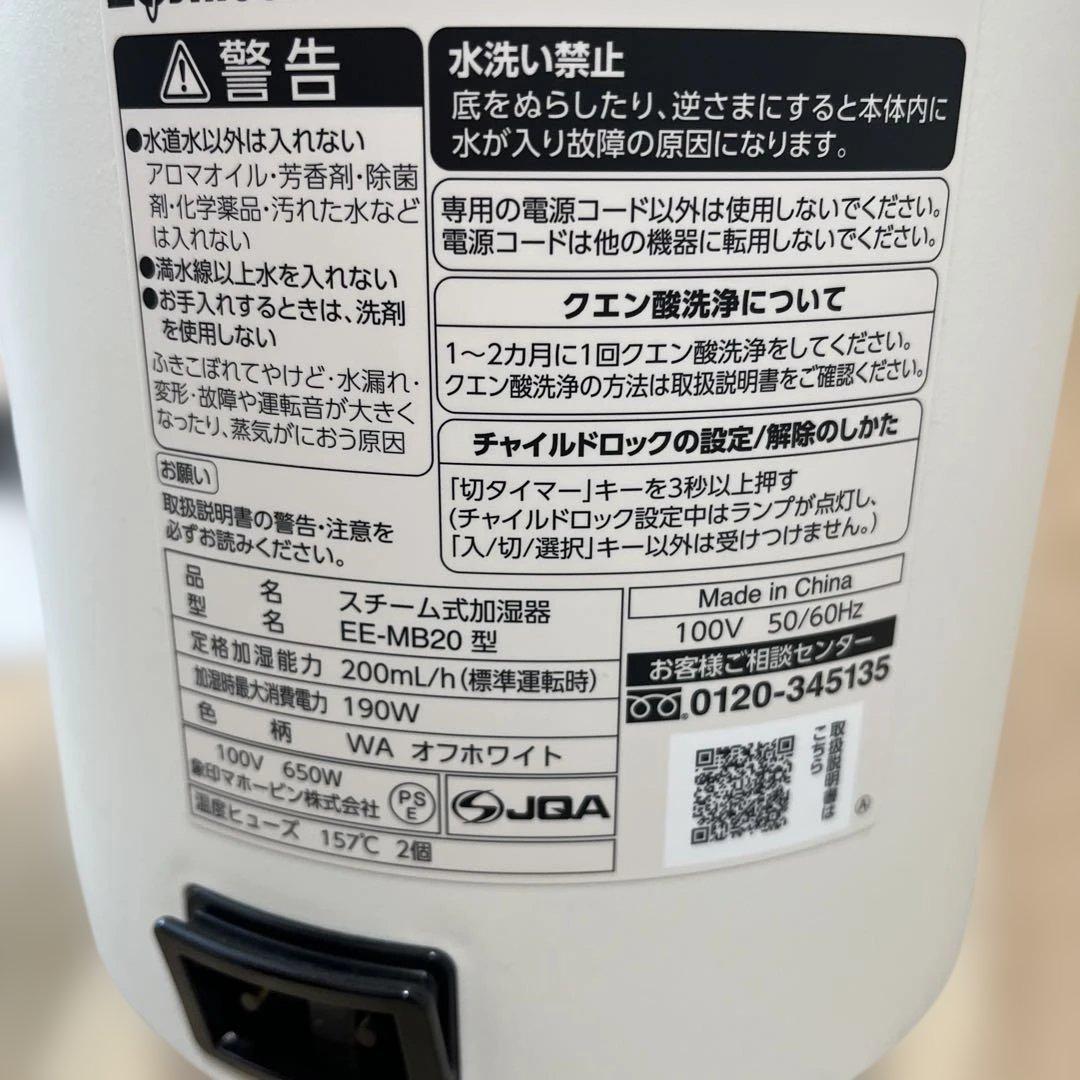 警告
●水道水以外は入れない
アロマオイル・芳香剤・除菌
剤・化学薬品・汚れた水など
は入れない
●満水線以上水を入れない
●お手入れするときは、洗剤
を使用しない
ふきこぼれてやけど・水漏れ・
変形・故障や運転音が大きく
なったり、蒸気がにおう原因
お願い
取扱説明書の警告・注意を
必ずお読みください。
水洗い禁止
底をぬらしたり、逆さまにすると本体内に
水が入り故障の原因になります。
専用の電源コード以外は使用しないでください。
電源コードは他の機器に転用しないでください。
クエン酸洗浄について
1～2カ月に1回クエン酸洗浄をしてください。
クエン酸洗浄の方法は取扱説明書をご確認ください。
チャイルドロックの設定/解除のしかた
「切タイマー」キーを3秒以上押す
(チャイルドロック設定中はランプが点灯し、
「入/切/選択」キー以外は受けつけません。)
品名 スチーム式加湿器
型名 EE-MB20 型
定格加湿能力 200mL/h(標準運転時)
加湿時最大消費電力 190W
色柄 WA オフホワイト
100V 650W
象印マホービン株式会社
PS
E
JQA
温度ヒューズ 157℃ 2個
Made in China
100V 50/60Hz
お客様ご相談センター
0120-345135
取扱説明書は
こちら
A